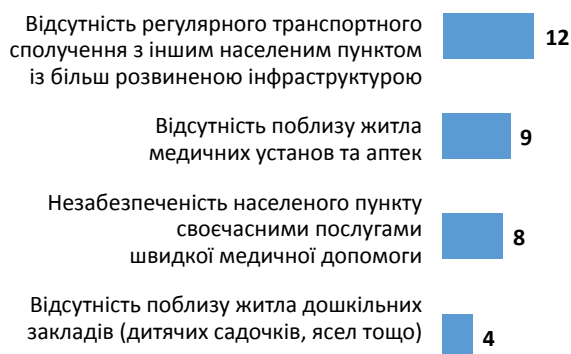 Відсутність регулярного транспортного
сполучення з іншим населеним пунктом
із більш розвиненою інфраструктурою
12
Відсутність поблизу житла
медичних установ та аптек
9
Незабезпеченість населеного пункту
своєчасними послугами
швидкої медичної допомоги
8
Відсутність поблизу житла дошкільних
закладів (дитячих садочків, ясел тощо)
4